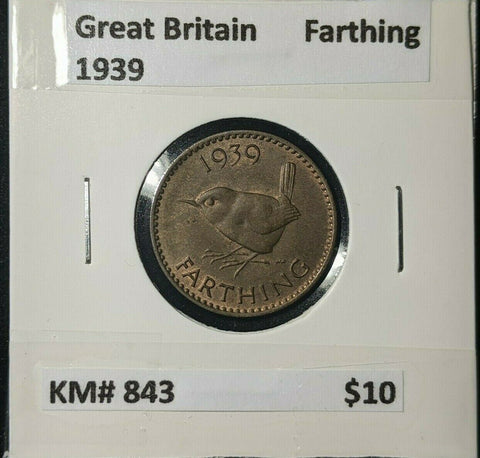 Great Britain Farthing
1939
1939
FARTHING
KM# 843 $10